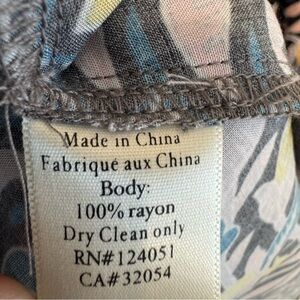 Made in China
Fabriqué aux China
Body:
100% rayon
Dry Clean only
RN#124051
CA#32054